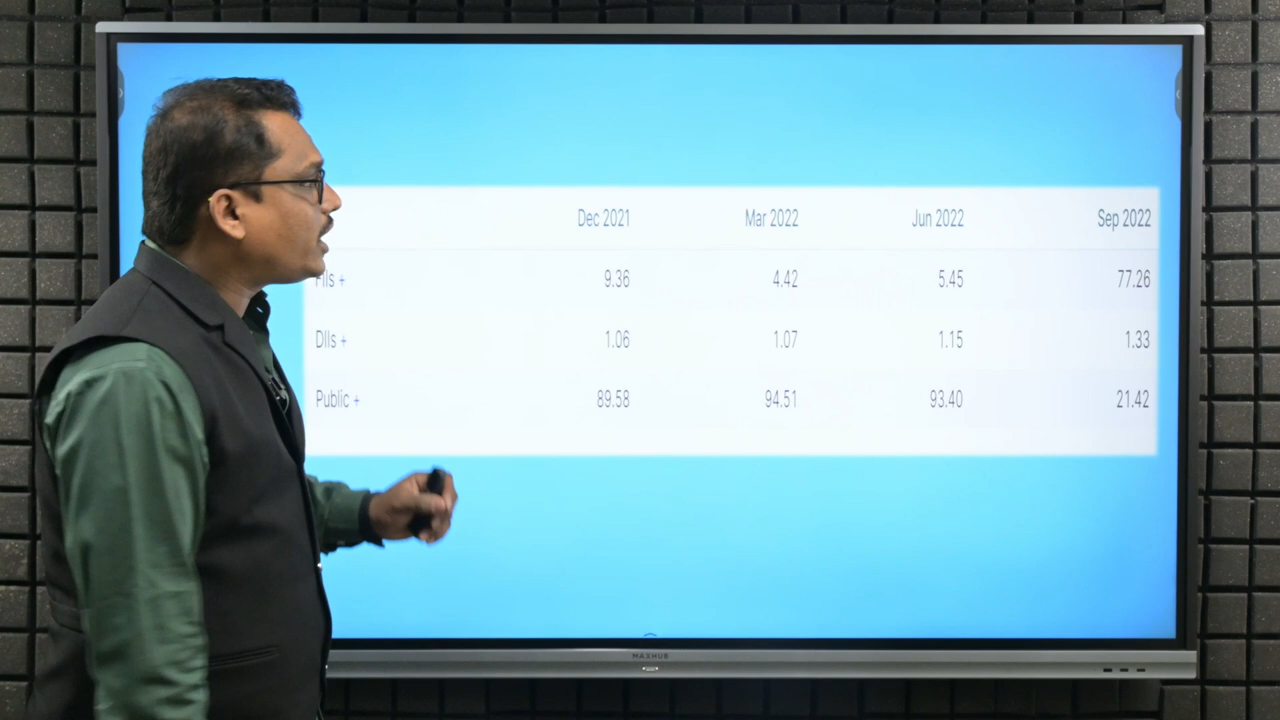 Dec 2021 Mar 2022 Jun 2022 Sep 2022
FIIs + 9.36 4.42 5.45 77.26
DIIs + 1.06 1.07 1.15 1.33
Public + 89.58 94.51 93.40 21.42
MAXHUB